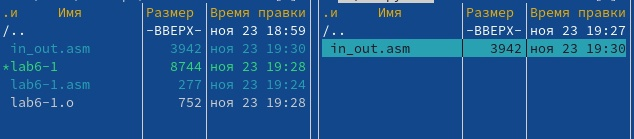 .и Имя Размер Время правки
/.. -ВВЕРХ- ноя 23 18:59
in_out.asm 3942 ноя 23 19:30
*lab6-1 8744 ноя 23 19:28
lab6-1.asm 277 ноя 23 19:24
lab6-1.o 752 ноя 23 19:28
.и Имя Размер Время правки
/.. -ВВЕРХ- ноя 23 19:27
in_out.asm 3942 ноя 23 19:30